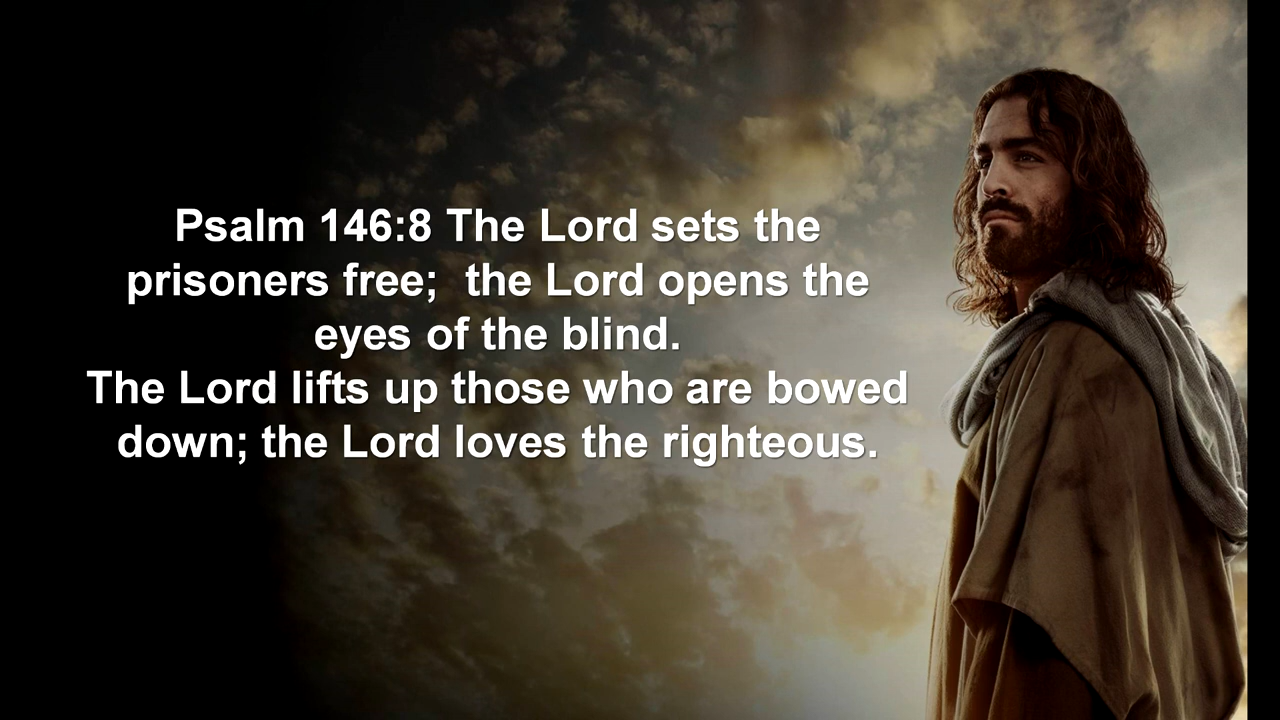 Psalm 146:8 The Lord sets the
prisoners free;  the Lord opens the
eyes of the blind.
The Lord lifts up those who are bowed
down; the Lord loves the righteous.